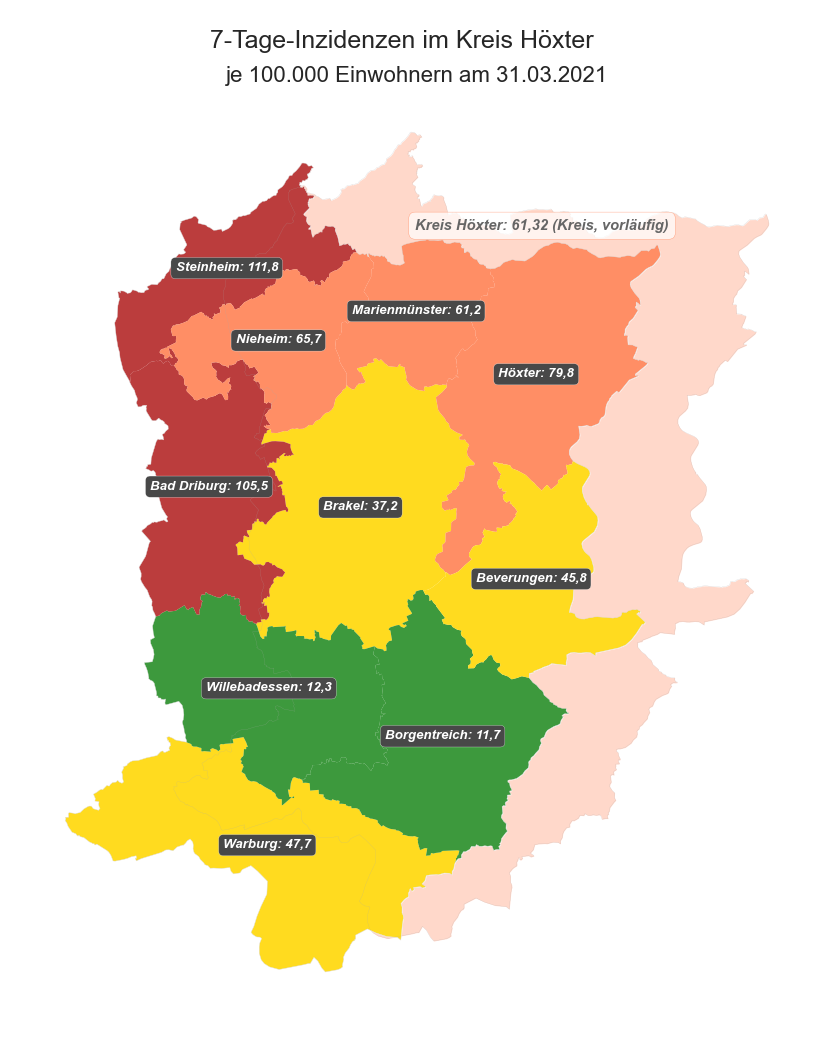 7-Tage-Inzidenzen im Kreis Höxter
je 100.000 Einwohnern am 31.03.2021
Kreis Höxter: 61,32 (Kreis, vorläufig)
Steinheim: 111,8
Marienmünster: 61,2
Nieheim: 65,7
Höxter: 79,8
Bad Driburg: 105,5
Brakel: 37,2
Beverungen: 45,8
Willebadessen: 12,3
Borgentreich: 11,7
Warburg: 47,7